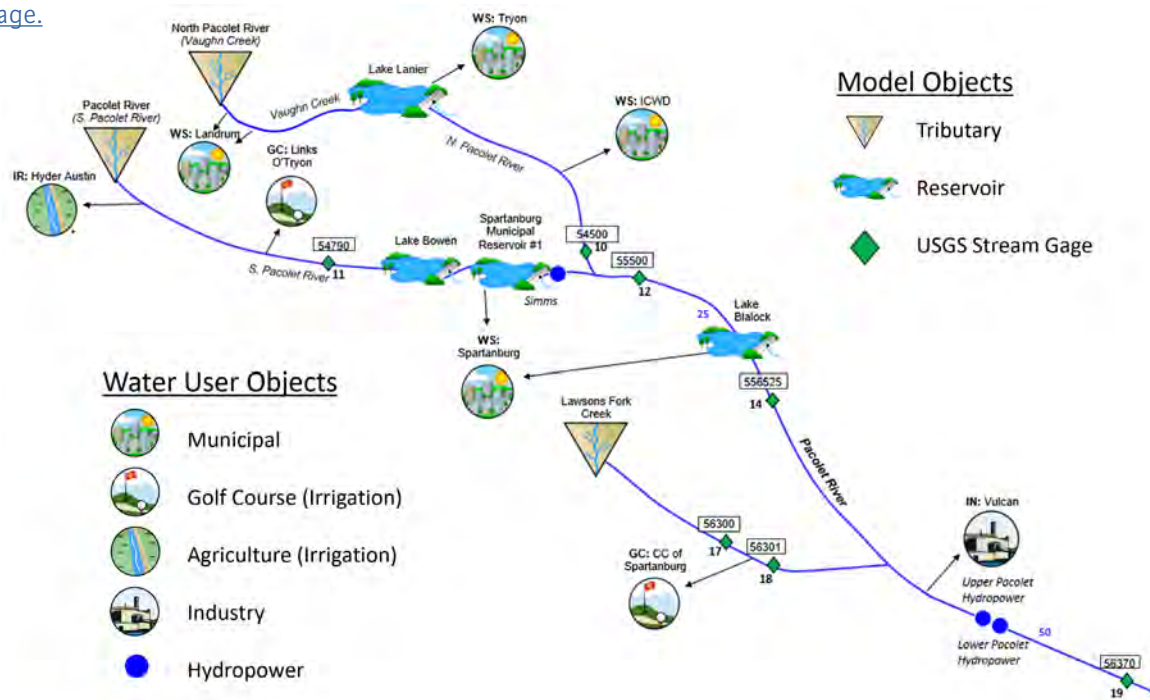 age.
North Pacolet River
(Vaughn Creek)
WS: Tryon
Lake Lanier
Model Objects
Pacolet River
(S. Pacolet River)
Vaughn Creek
WS: ICWD
Tributary
WS: Landrum
GC: Links
O'Tryon
N. Pacolet River
IR: Hyder Austin
Reservoir
Spartanburg
Municipal
Reservoir #1
Lake Bowen
54790
11
S. Pacolet River
54500
10
55500
12
USGS Stream Gage
Simms
25
Lake
Blalock
WS:
Spartanburg
Water User Objects
556525
14
Lawsons Fork
Creek
Municipal
Pacolet River
Golf Course (Irrigation)
IN: Vulcan
56300
17
56301
18
Agriculture (Irrigation)
GC: CC of
Spartanburg
Upper Pacolet
Hydropower
Industry
50
Lower Pacolet
Hydropower
56370
19
Hydropower